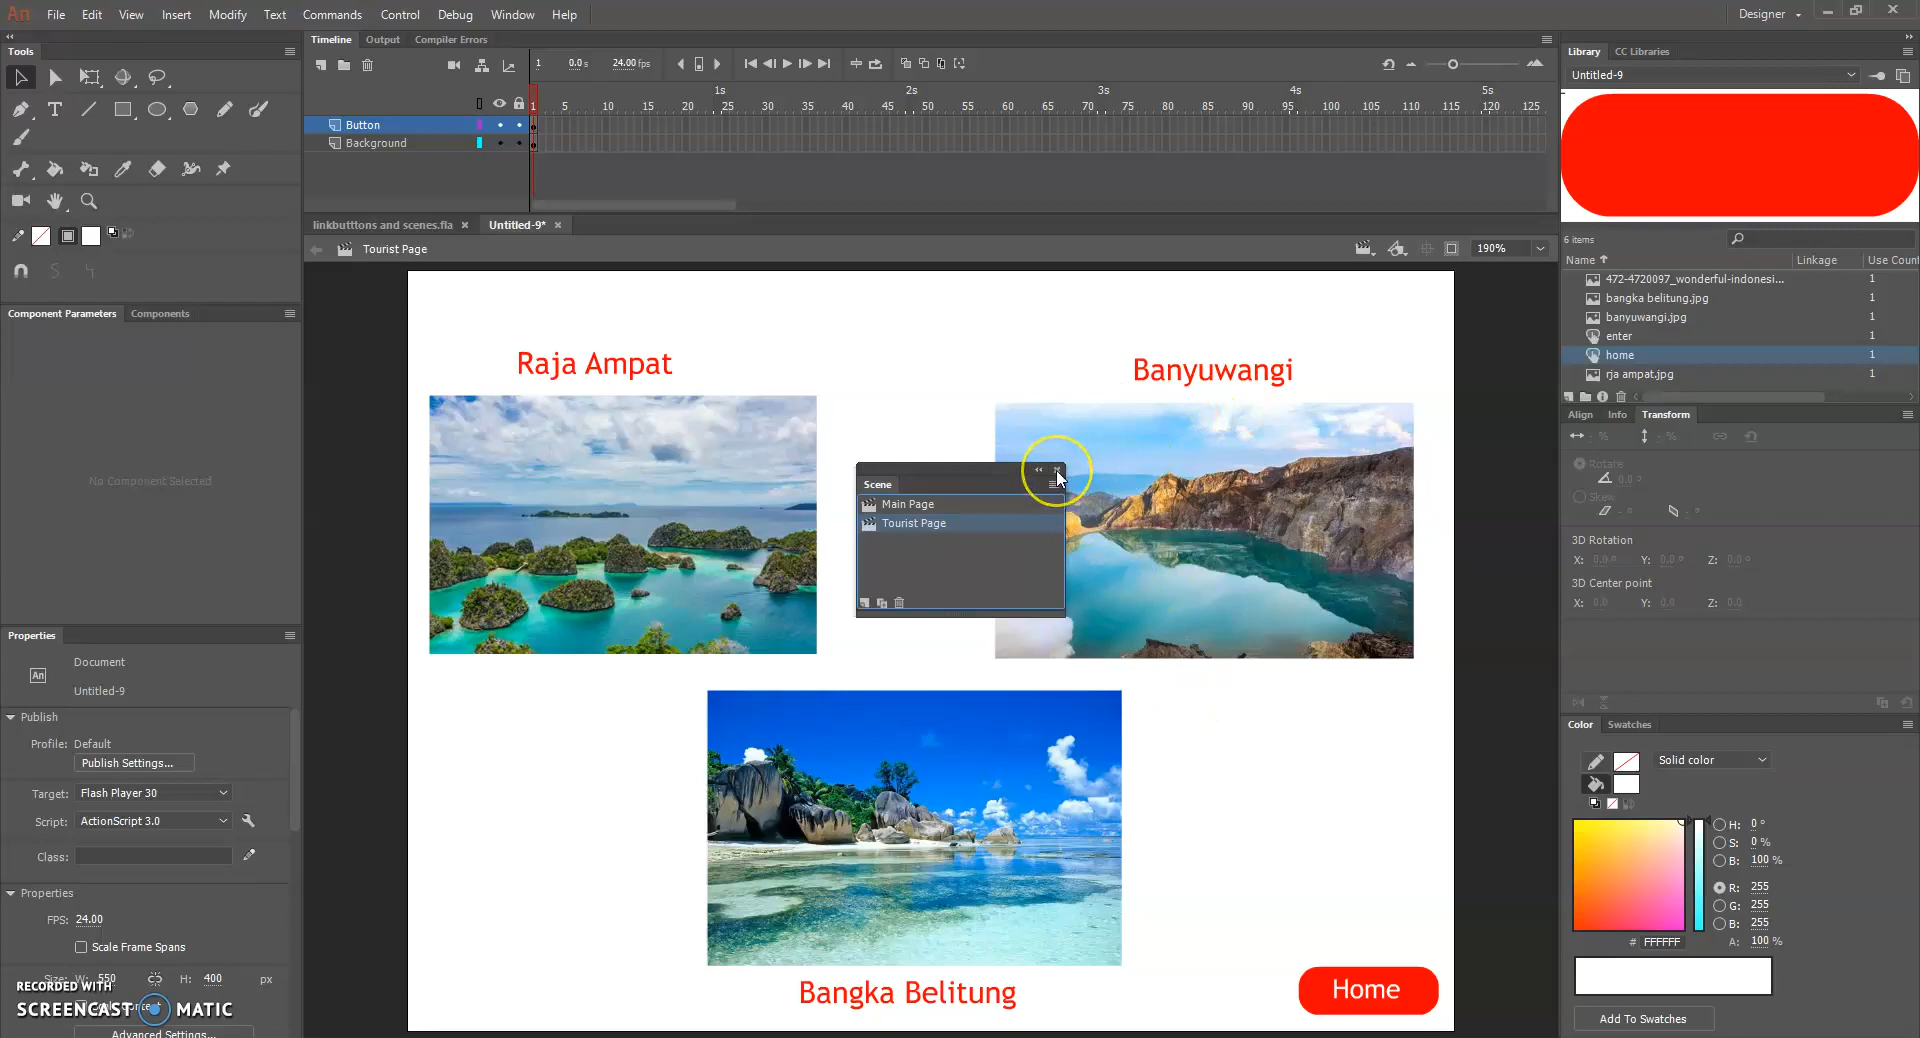 An File Edit View Insert Modify Text Commands Control Debug Window Help Designer
Tools
Timeline Output Compiler Errors
Library CC Libraries
Untitled-9
1 0.0 s 24.00 fps
1s 2s 3s 4s 5s
1 5 10 15 20 25 30 35 40 45 50 55 60 65 70 75 80 85 90 95 100 105 110 115 120 125
Button
Background
linkbutttons and scenes.fla Untitled-9*
Tourist Page
190%
6 items
Name Linkage Use Count
472-4720097_wonderful-indonesi... 1
bangka belitung.jpg 1
banyuwangi.jpg 1
enter 1
home 1
rja ampat.jpg 1
Component Parameters Components
No Component Selected
Raja Ampat
Banyuwangi
Scene
Main Page
Tourist Page
Bangka Belitung
Home
Align Info Transform
Rotate
0.0 °
Skew
3D Rotation
X: 0.0 ° Y: 0.0 ° Z: 0.0 °
3D Center point
X: 0.0 Y: 0.0 Z: 0.0
Properties
Document
An
Untitled-9
Publish
Profile: Default
Publish Settings...
Target: Flash Player 30
Script: ActionScript 3.0
Class:
Properties
FPS: 24.00
Scale Frame Spans
Size: W: 550 H: 400 px
Advanced Settings...
RECORDED WITH
SCREENCAST MATIC
Color Swatches
Solid color
H: 0 °
S: 0 %
B: 100 %
R: 255
G: 255
B: 255
# FFFFFF A: 100 %
Add To Swatches